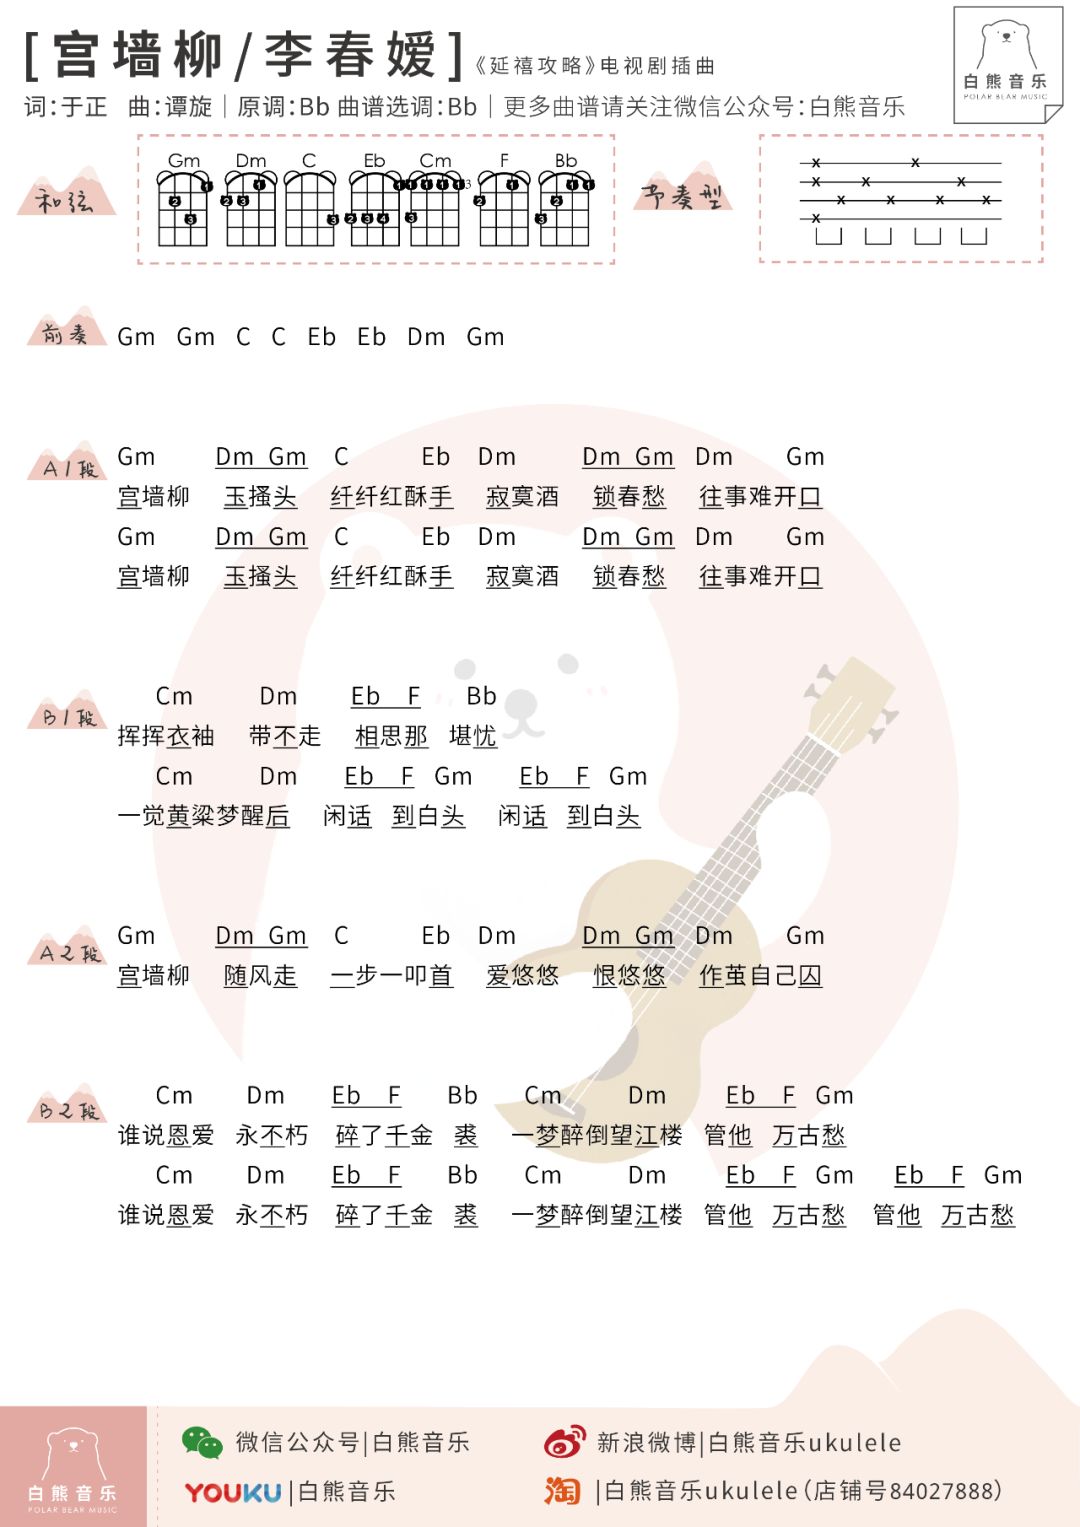 [宫墙柳/李春嫒]《延禧攻略》电视剧插曲
白熊音乐
POLAR BEAR MUSIC
词:于正 曲:谭旋|原调:Bb 曲谱选调:Bb|更多曲谱请关注微信公众号:白熊音乐
和弦
Gm Dm C Eb Cm F Bb
节奏型
前奏
Gm Gm C C Eb Eb Dm Gm
A1段
Gm Dm Gm C Eb Dm Dm Gm Dm Gm
宫墙柳 玉搔头 纤纤红酥手 寂寞酒 锁春愁 往事难开口
Gm Dm Gm C Eb Dm Dm Gm Dm Gm
宫墙柳 玉搔头 纤纤红酥手 寂寞酒 锁春愁 往事难开口
B1段
Cm Dm Eb F Bb
挥挥衣袖 带不走 相思那 堪忧
Cm Dm Eb F Gm Eb F Gm
一觉黄粱梦醒后 闲话 到白头 闲话 到白头
A2段
Gm Dm Gm C Eb Dm Dm Gm Dm Gm
宫墙柳 随风走 一步一叩首 爱悠悠 恨悠悠 作茧自己囚
B2段
Cm Dm Eb F Bb Cm Dm Eb F Gm
谁说恩爱 永不朽 碎了千金 裘 一梦醉倒望江楼 管他 万古愁
Cm Dm Eb F Bb Cm Dm Eb F Gm Eb F Gm
谁说恩爱 永不朽 碎了千金 裘 一梦醉倒望江楼 管他 万古愁 管他 万古愁
白熊音乐
POLAR BEAR MUSIC
微信公众号|白熊音乐
新浪微博|白熊音乐ukulele
YOUKU|白熊音乐
淘|白熊音乐ukulele(店铺号84027888)